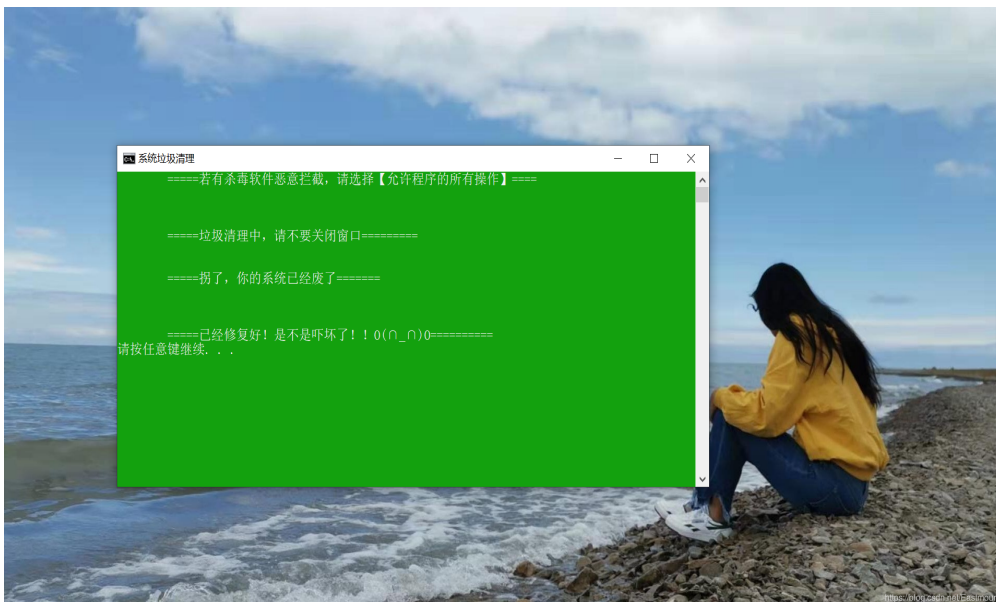 系统垃圾清理
=====若有杀毒软件恶意拦截，请选择【允许程序的所有操作】====
=====垃圾清理中，请不要关闭窗口=========
=====拐了，你的系统已经废了=======
=====已经修复好！是不是吓坏了！！O(∩_∩)O==========
请按任意键继续. . .
https://blog.csdn.net/Eastmount